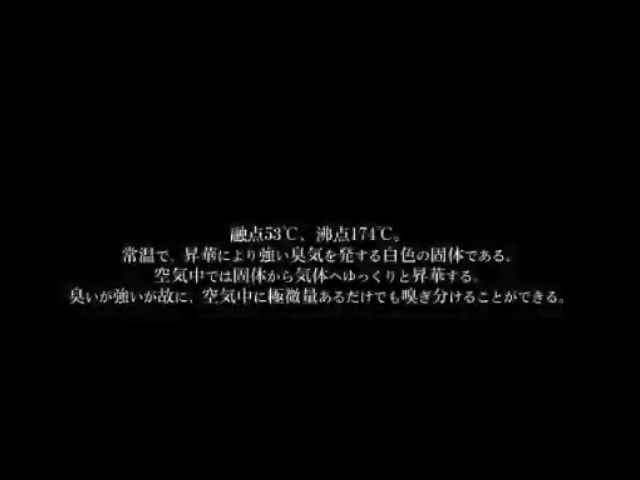 融点53℃、沸点174℃。
常温で、昇華により強い臭気を発する白色の固体である。
空気中では固体から気体へゆっくりと昇華する。
臭いが強いが故に、空気中に極微量あるだけでも嗅ぎ分けることができる。